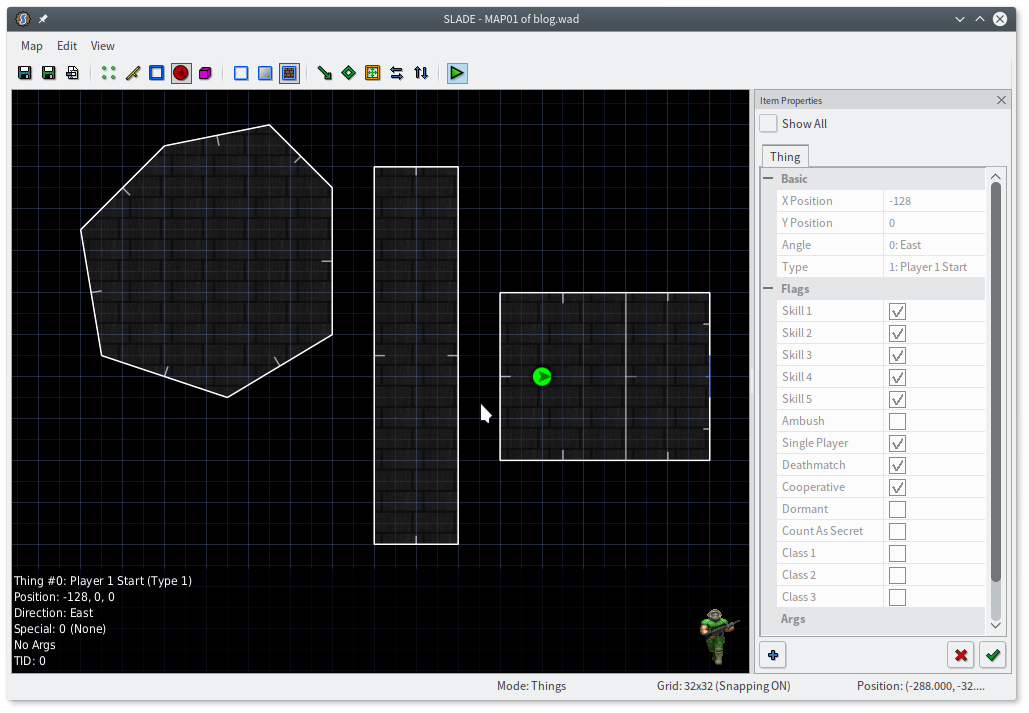 SLADE - MAP01 of blog.wad
Map Edit View
Item Properties
Show All
Thing
Basic
X Position -128
Y Position 0
Angle 0: East
Type 1: Player 1 Start
Flags
Skill 1
Skill 2
Skill 3
Skill 4
Skill 5
Ambush
Single Player
Deathmatch
Cooperative
Dormant
Count As Secret
Class 1
Class 2
Class 3
Args
Thing #0: Player 1 Start (Type 1)
Position: -128, 0, 0
Direction: East
Special: 0 (None)
No Args
TID: 0
Mode: Things Grid: 32x32 (Snapping ON) Position: (-288.000, -32....